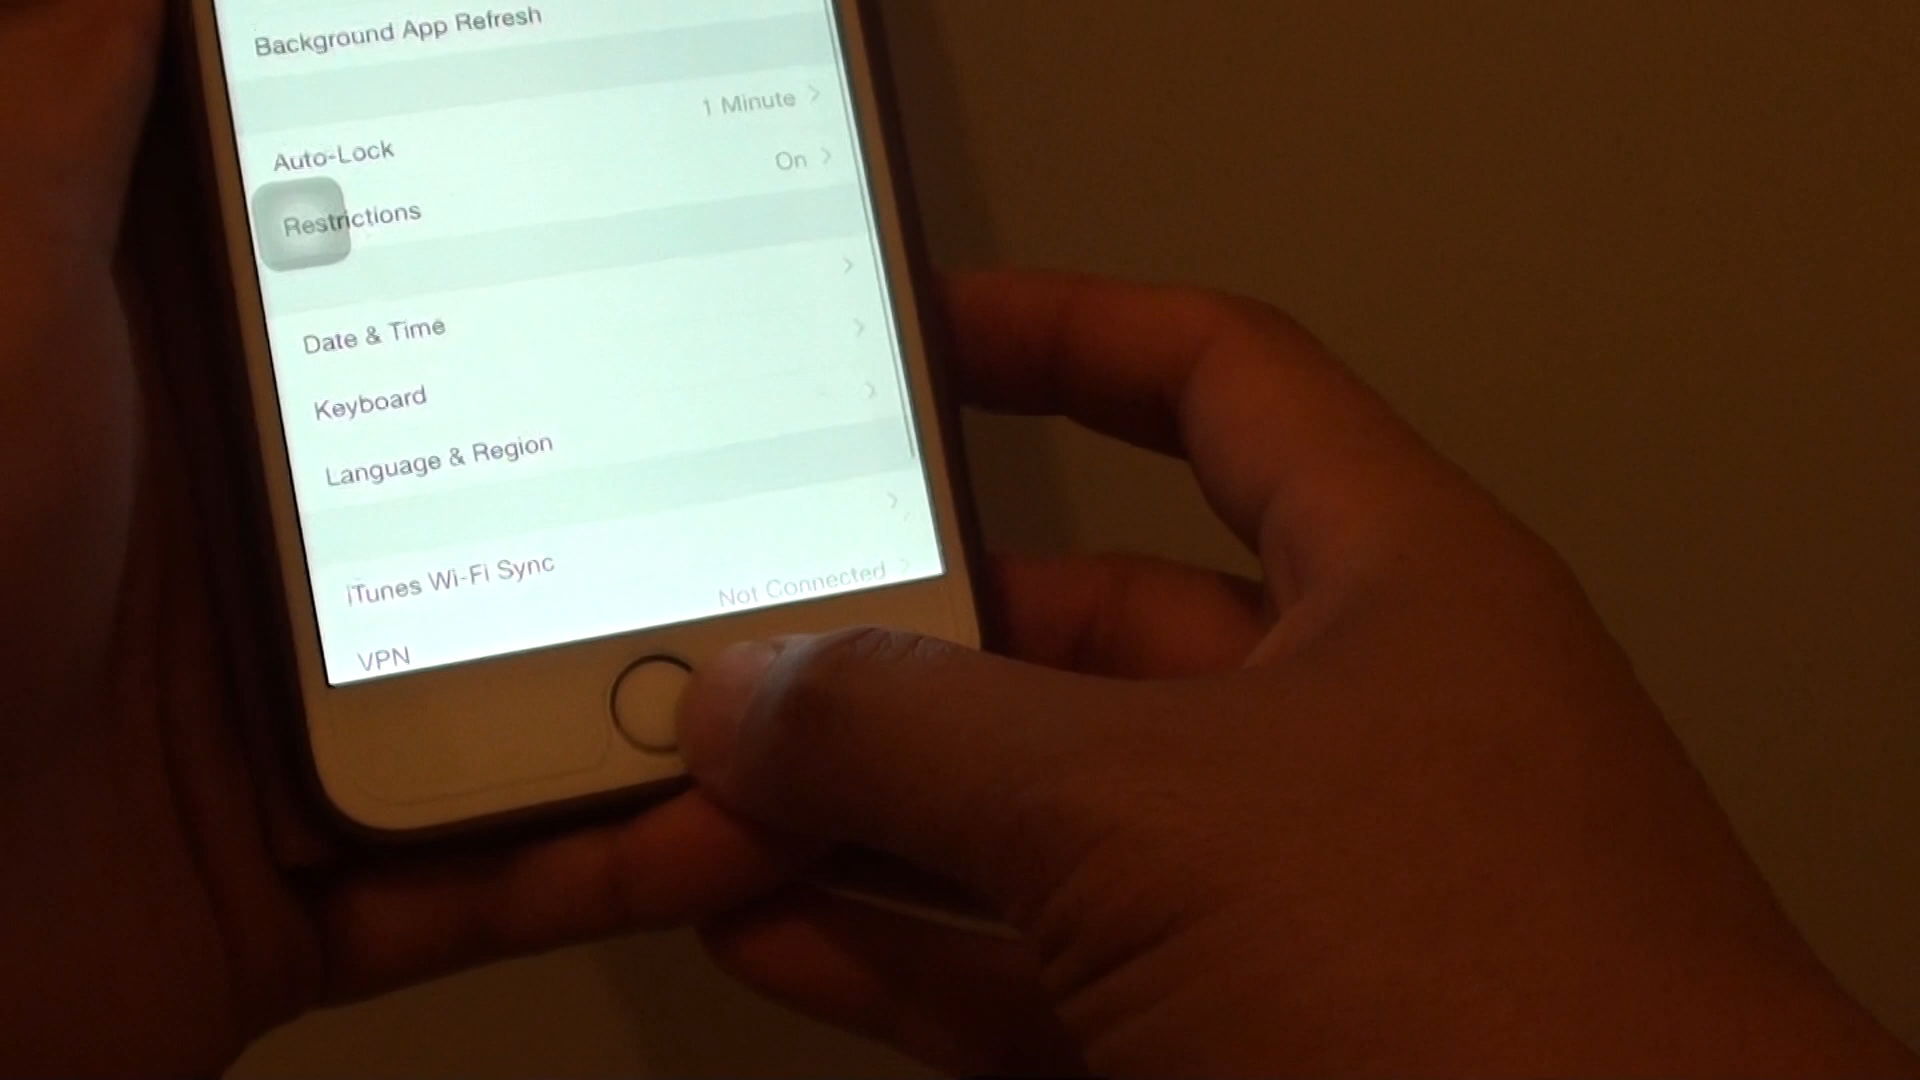 Background App Refresh
Auto-Lock
1 Minute
Restrictions
On
Date & Time
Keyboard
Language & Region
iTunes Wi-Fi Sync
VPN
Not Connected